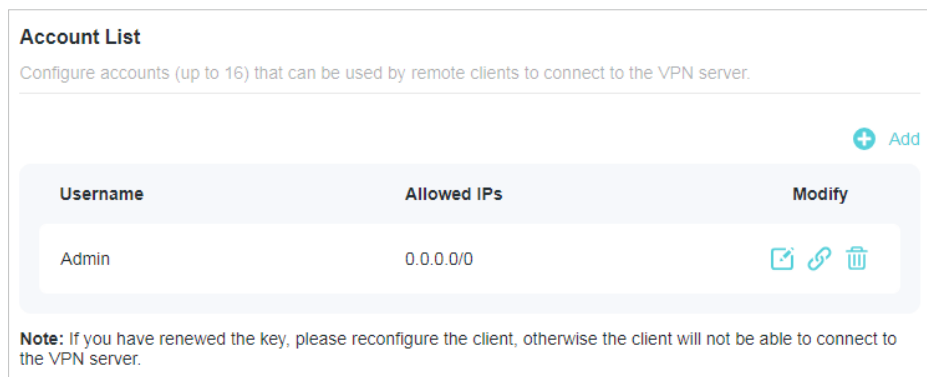 Account List
Configure accounts (up to 16) that can be used by remote clients to connect to the VPN server.
Add
Username Allowed IPs Modify
Admin 0.0.0.0/0
Note: If you have renewed the key, please reconfigure the client, otherwise the client will not be able to connect to
the VPN server.